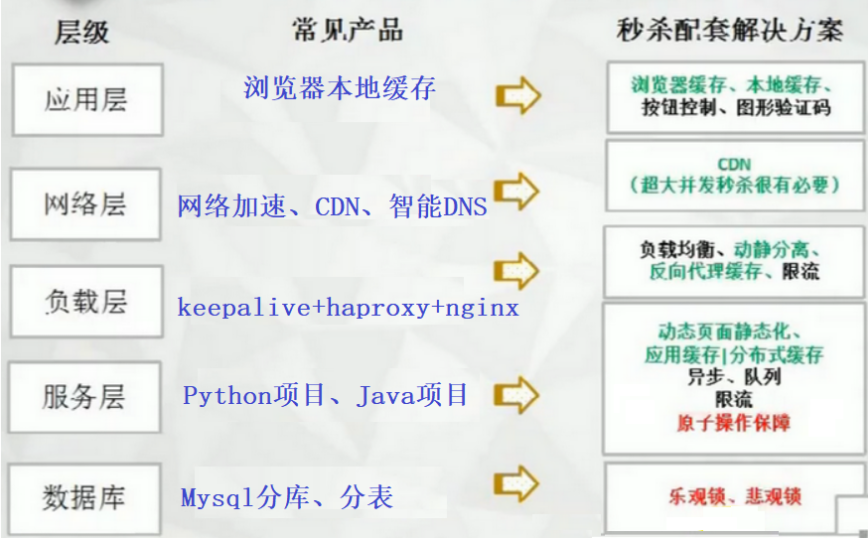 层级 常见产品 秒杀配套解决方案
应用层 浏览器本地缓存 浏览器缓存、本地缓存、
按钮控制、图形验证码
网络层 网络加速、CDN、智能DNS CDN
（超大并发秒杀很有必要）
负载层 keepalive+haproxy+nginx 负载均衡、动静分离、
反向代理缓存、限流
服务层 Python项目、Java项目 动态页面静态化、
应用缓存|分布式缓存
异步、队列
限流
原子操作保障
数据库 Mysql分库、分表 乐观锁、悲观锁